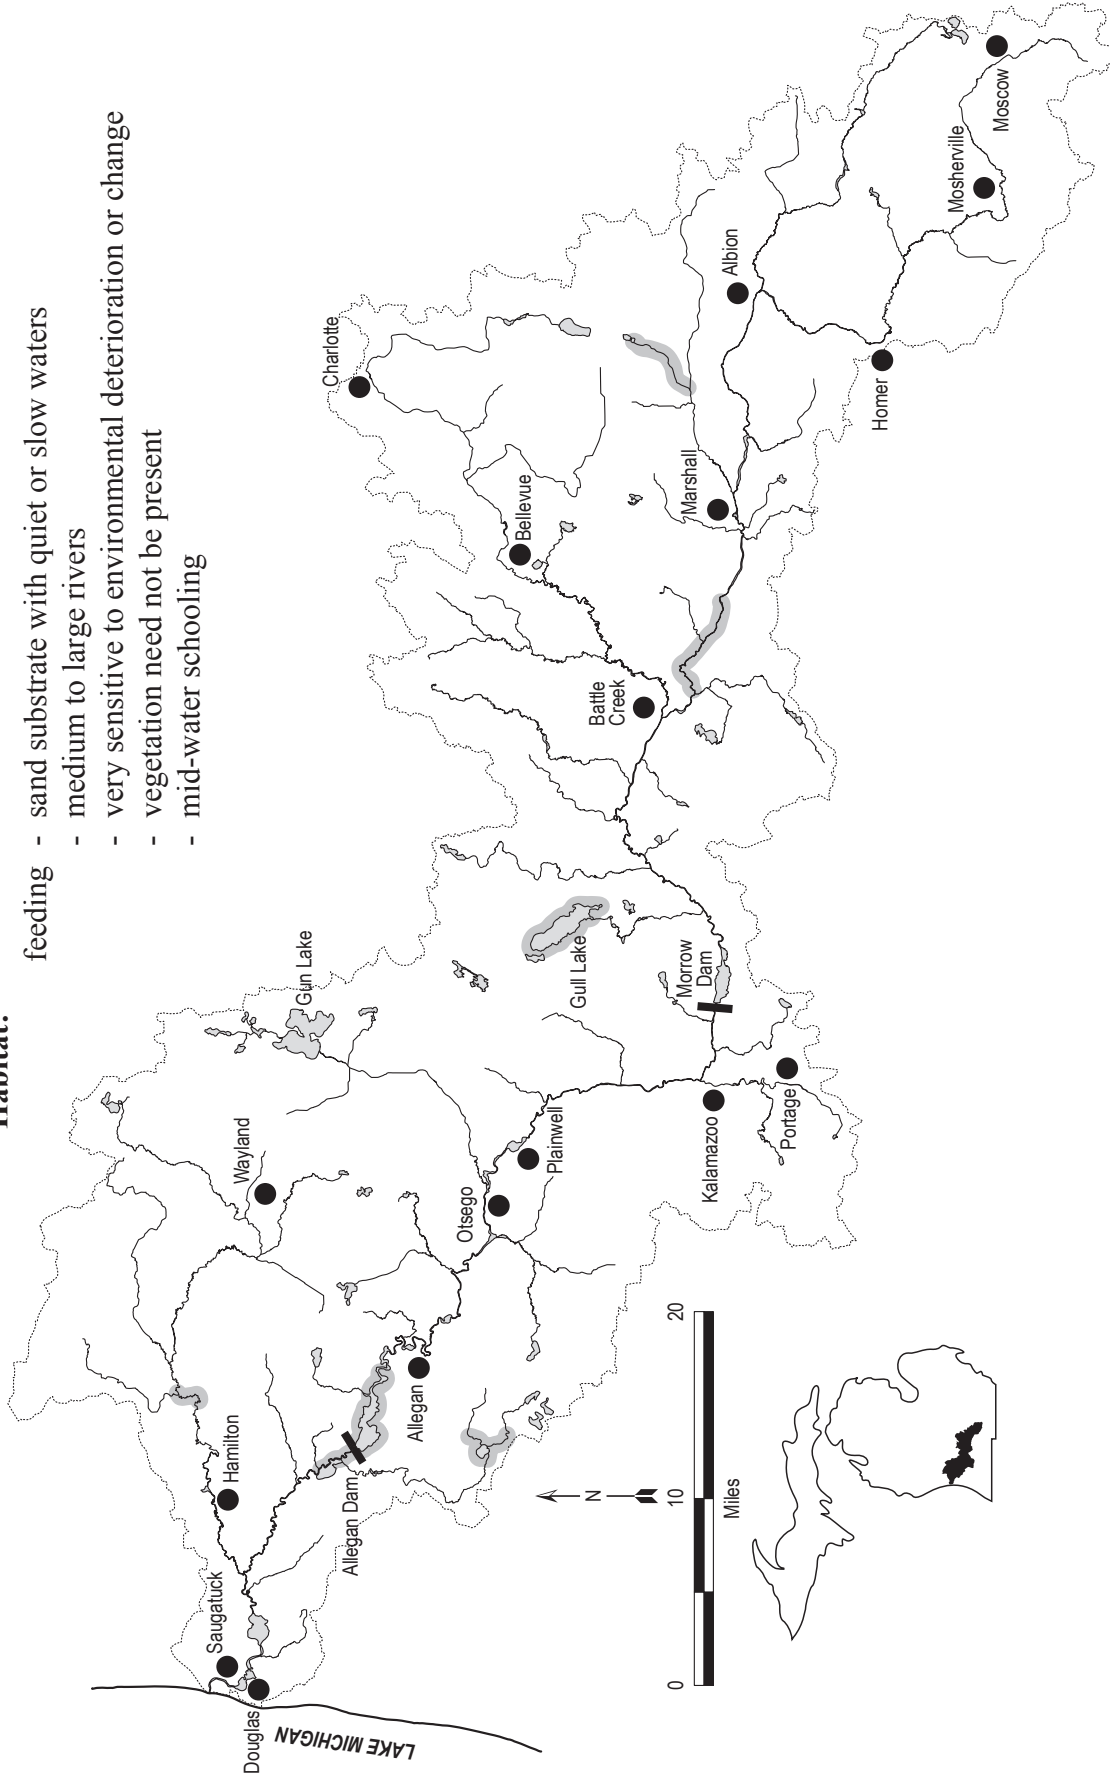 Habitat:
feeding - sand substrate with quiet or slow waters
- medium to large rivers
- very sensitive to environmental deterioration or change
- vegetation need not be present
- mid-water schooling
Charlotte
Bellevue
Gun Lake
Wayland
Battle
Creek
Marshall
Albion
Homer
Mosherville
Moscow
Gull Lake
Morrow
Dam
Plainwell
Otsego
Kalamazoo
Portage
Hamilton
Allegan
Allegan Dam
Saugatuck
Douglas
LAKE MICHIGAN
N
0 10 20
Miles